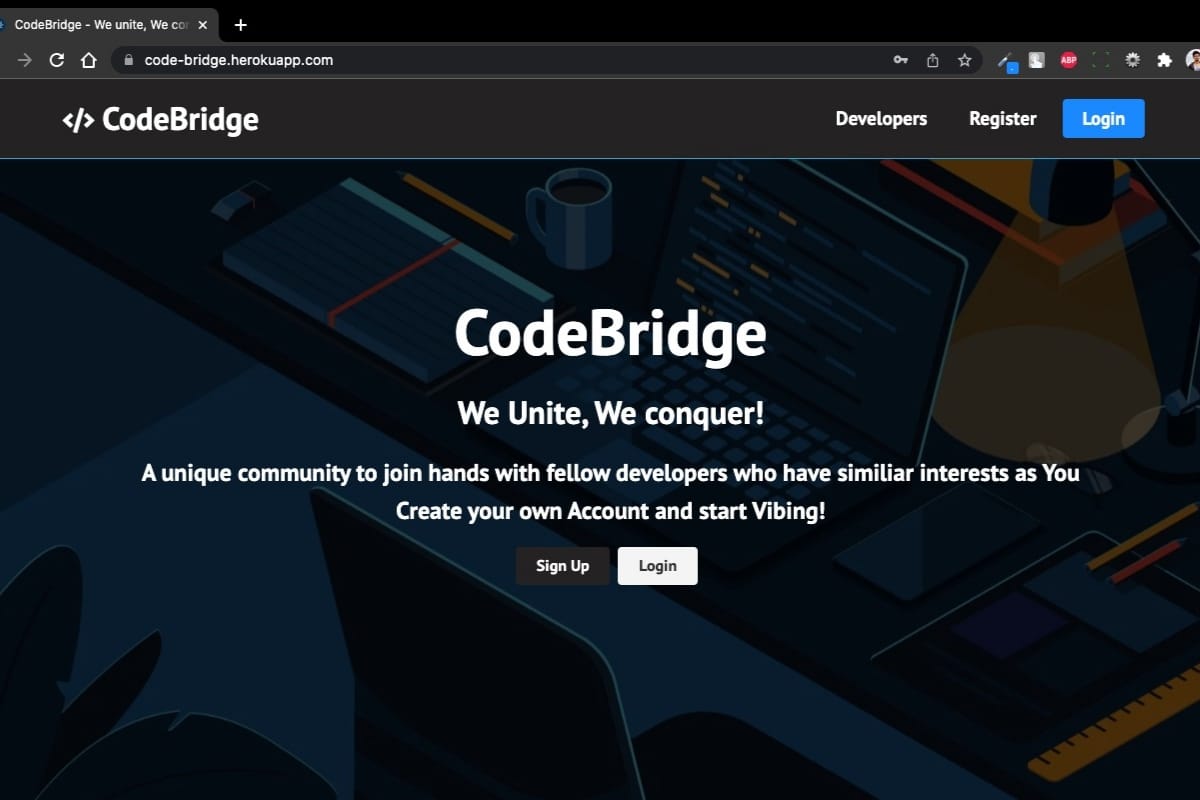 CodeBridge - We unite, We co
code-bridge.herokuapp.com
ABP
</> CodeBridge
Developers
Register
Login
CodeBridge
We Unite, We conquer!
A unique community to join hands with fellow developers who have similiar interests as You
Create your own Account and start Vibing!
Sign Up
Login